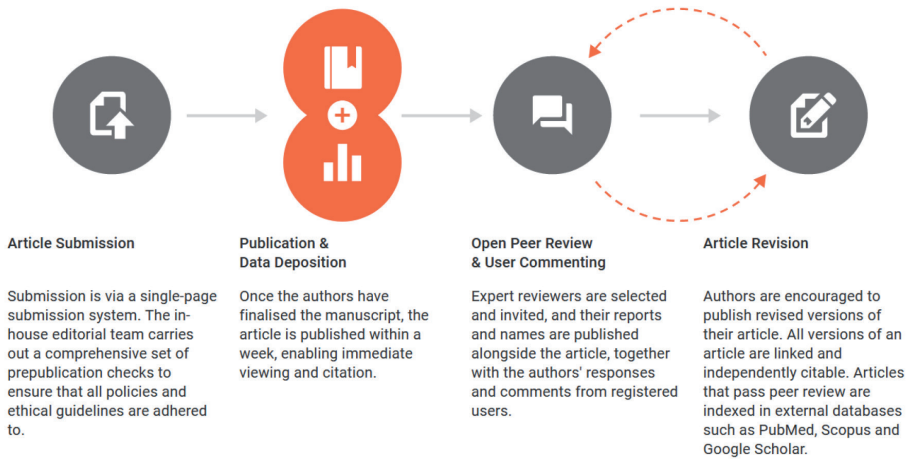 Article Submission
Submission is via a single-page
submission system. The in-
house editorial team carries
out a comprehensive set of
prepublication checks to
ensure that all policies and
ethical guidelines are adhered
to.
Publication &
Data Deposition
Once the authors have
finalised the manuscript, the
article is published within a
week, enabling immediate
viewing and citation.
Open Peer Review
& User Commenting
Expert reviewers are selected
and invited, and their reports
and names are published
alongside the article, together
with the authors' responses
and comments from registered
users.
Article Revision
Authors are encouraged to
publish revised versions of
their article. All versions of an
article are linked and
independently citable. Articles
that pass peer review are
indexed in external databases
such as PubMed, Scopus and
Google Scholar.